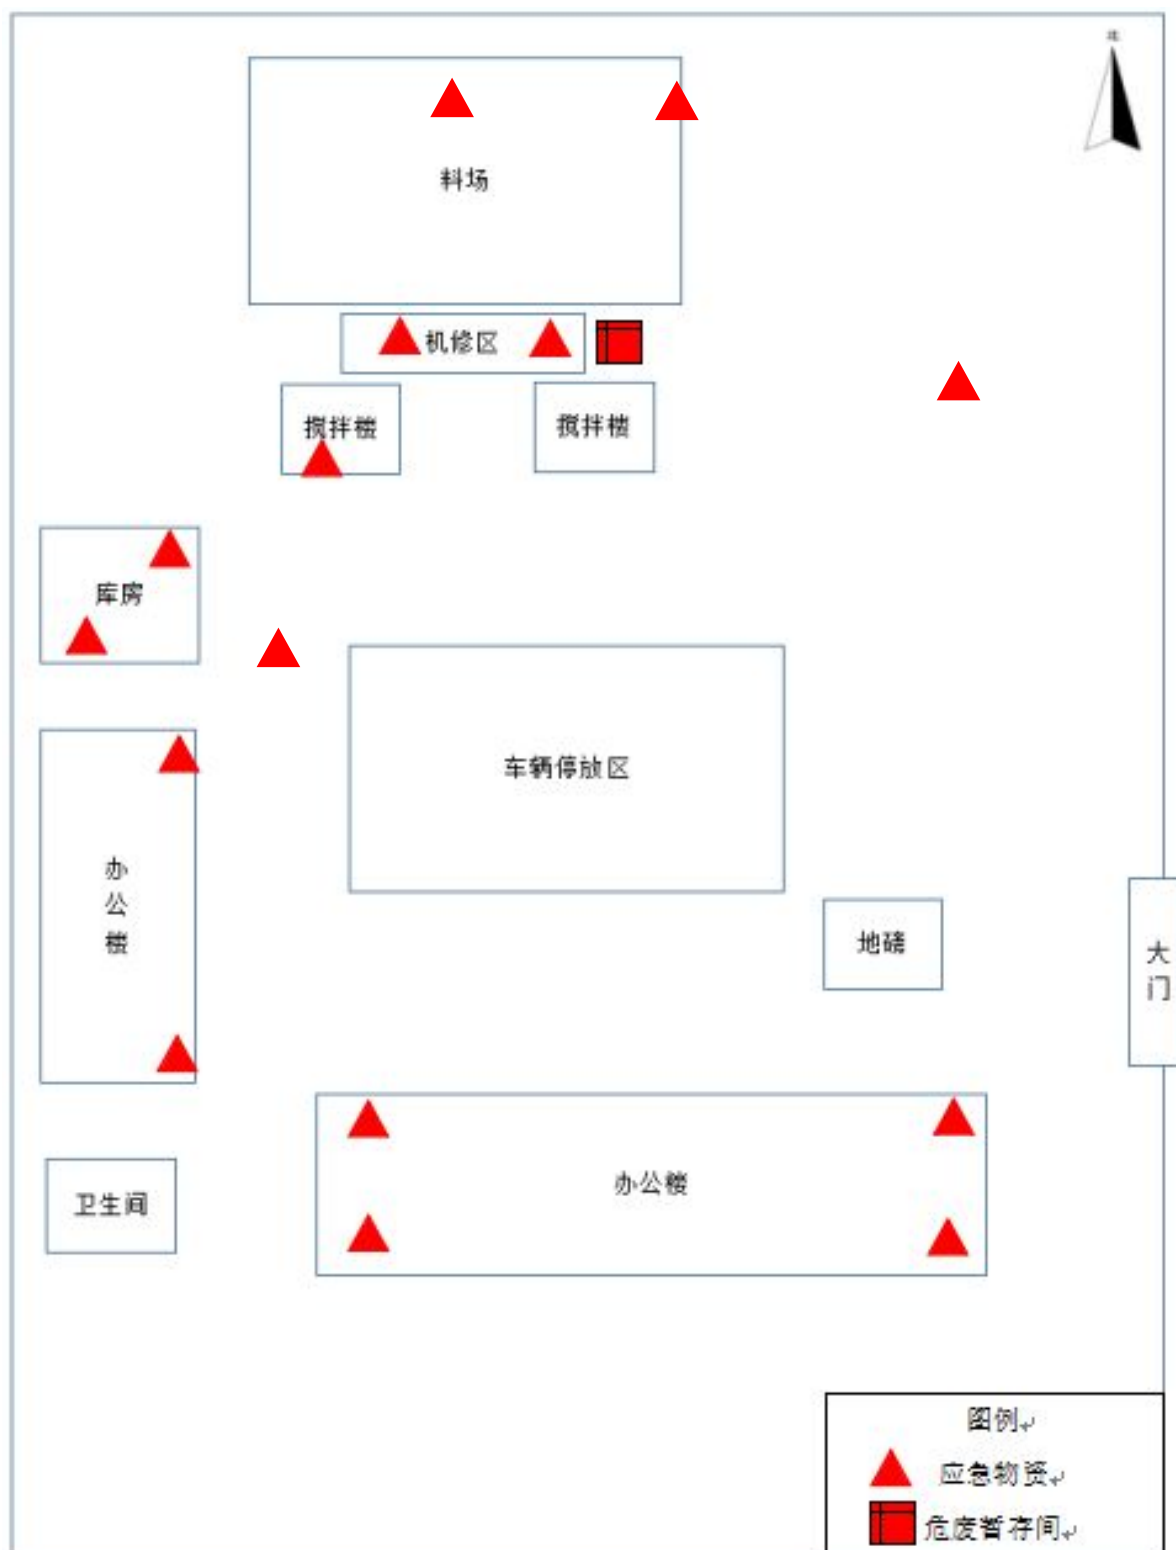 北
料场
机修区
搅拌楼
搅拌楼
库房
车辆停放区
办
公
楼
地磅
大
门
办公楼
卫生间
图例
应急物资
危废暂存间